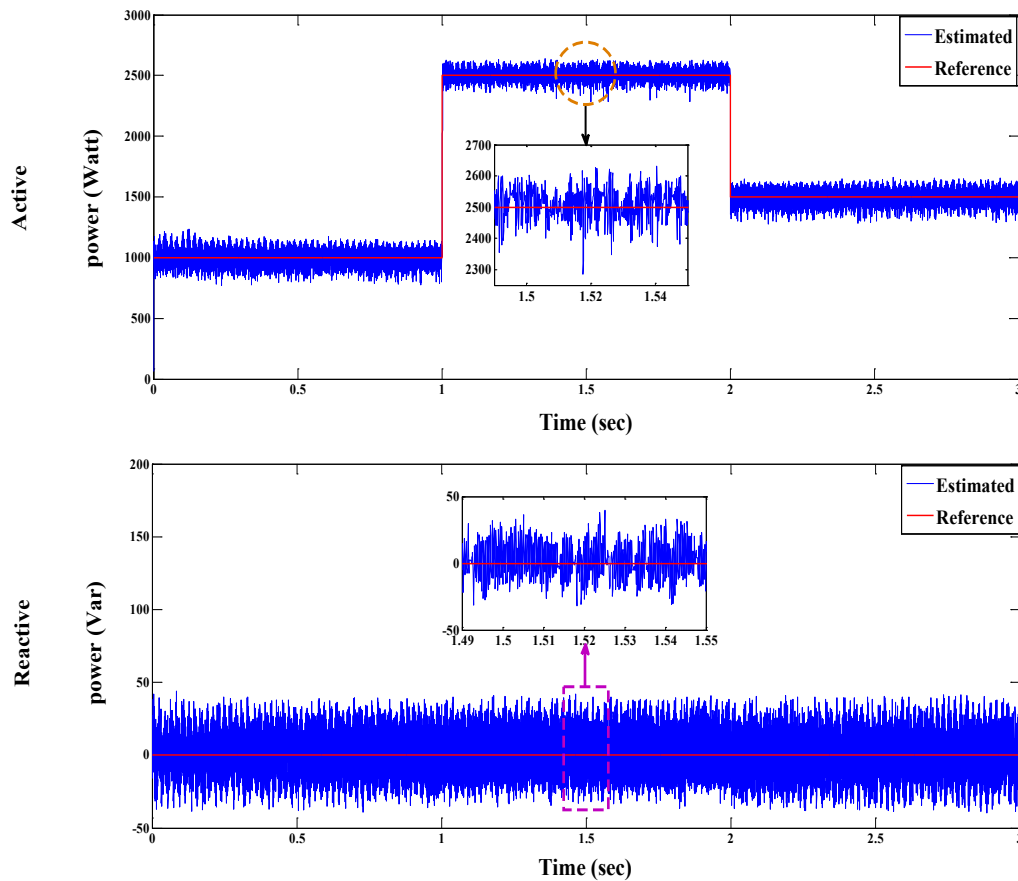 3000
2500
2000
1500
1000
500
0
Active
power (Watt)
Estimated
Reference
2700
2600
2500
2400
2300
1.5 1.52 1.54
0 0.5 1 1.5 2 2.5 3
Time (sec)
200
150
100
50
0
-50
Reactive
power (Var)
Estimated
Reference
50
0
-50
1.49 1.5 1.51 1.52 1.53 1.54 1.55
0 0.5 1 1.5 2 2.5 3
Time (sec)